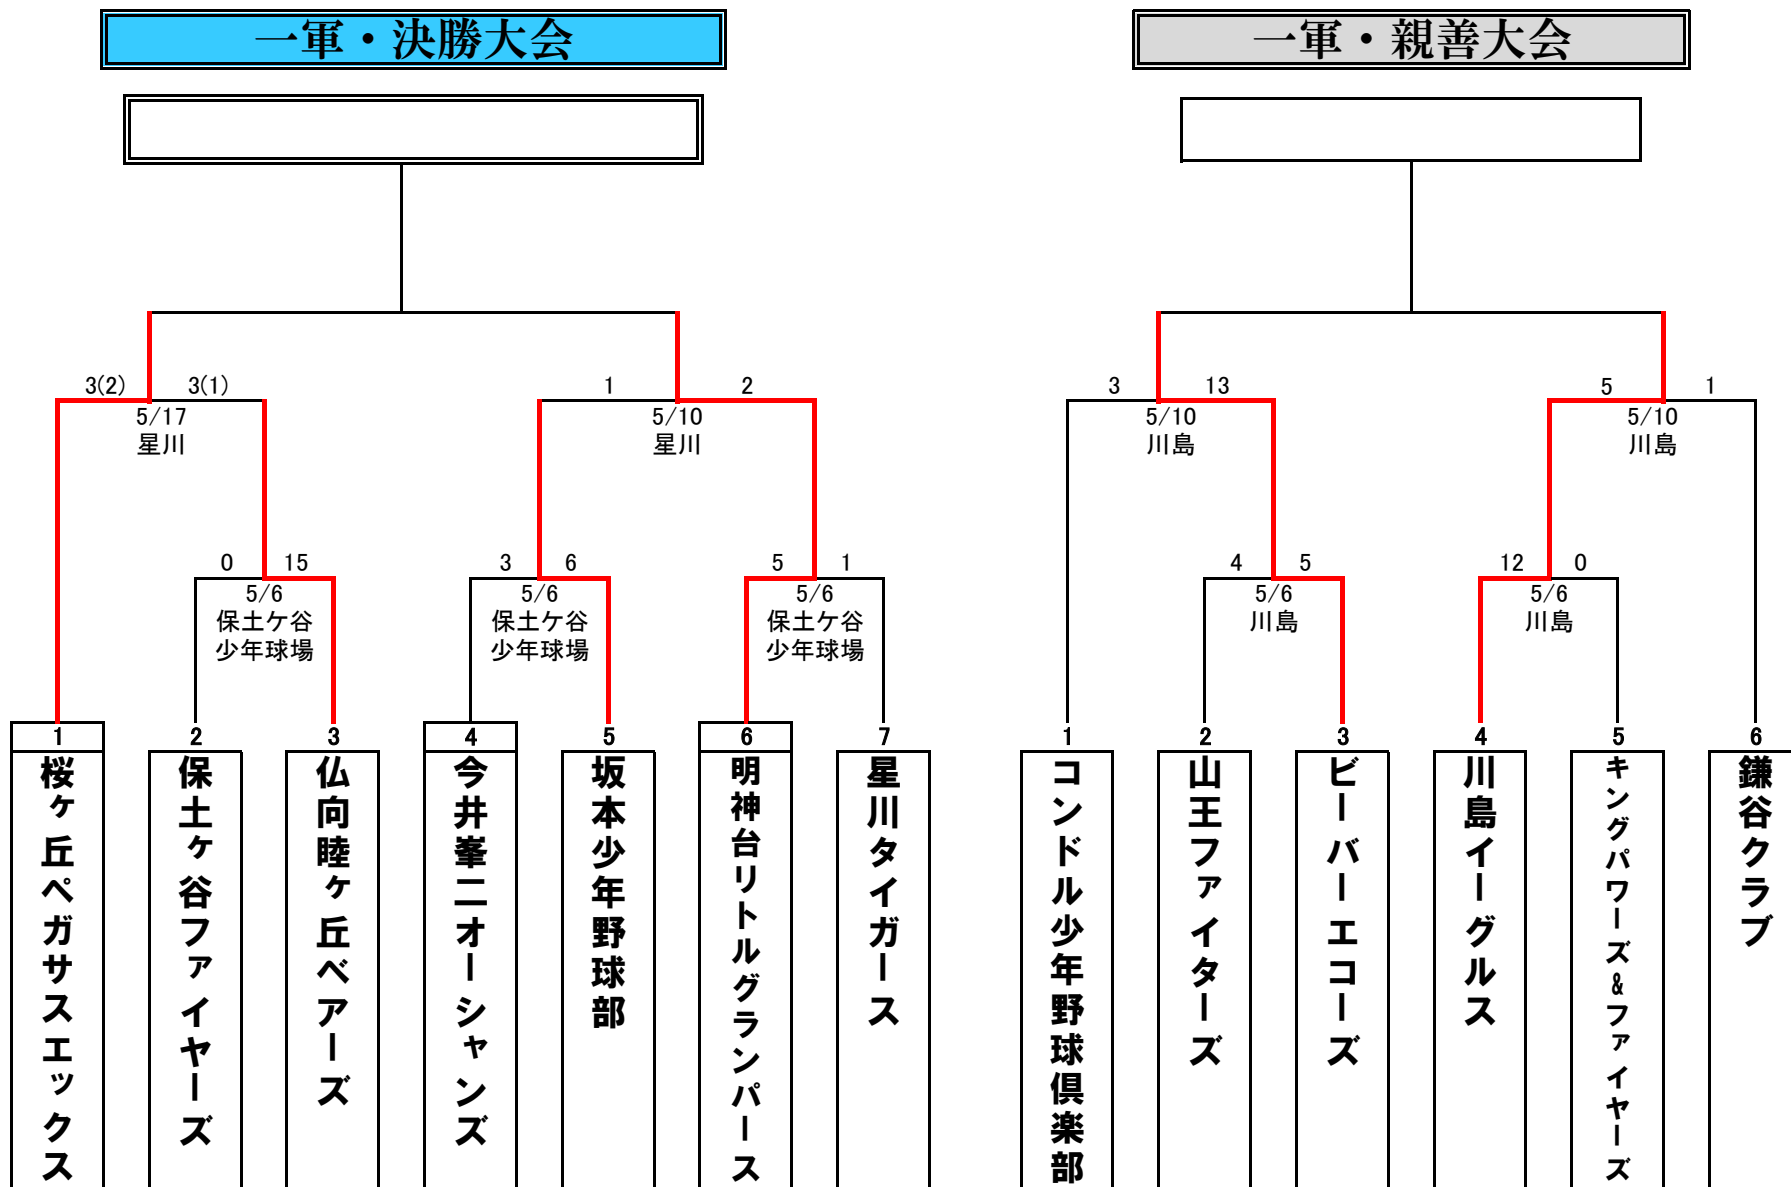 一軍・決勝大会
一軍・親善大会
3(2) 3(1)
5/17
星川
1 2
5/10
星川
3 13
5/10
川島
5 1
5/10
川島
0 15
5/6
保土ケ谷
少年球場
3 6
5/6
保土ケ谷
少年球場
5 1
5/6
保土ケ谷
少年球場
4 5
5/6
川島
12 0
5/6
川島
1
桜ヶ丘ペガサスエックス
2
保土ヶ谷ファイヤーズ
3
仏向睦ヶ丘ベアーズ
4
今井峯二オーシャンズ
5
坂本少年野球部
6
明神台リトルグランパース
7
星川タイガース
1
コンドル少年野球倶楽部
2
山王ファイターズ
3
ビーバーエコーズ
4
川島イーグルス
5
キングパワーズ&ファイヤーズ
6
鎌谷クラブ